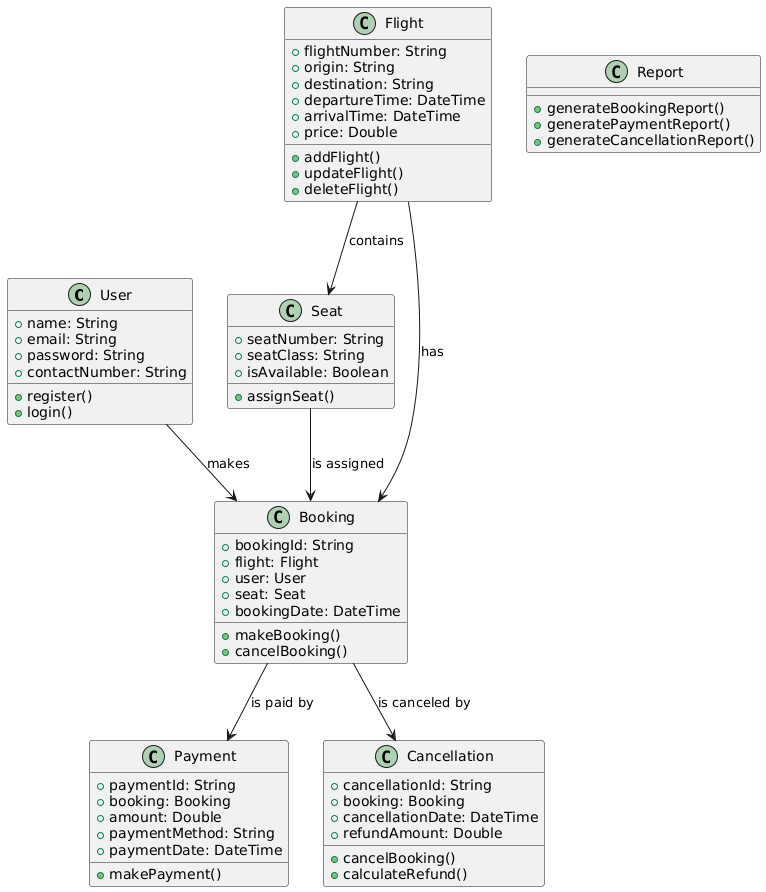 C Flight
flightNumber: String
origin: String
destination: String
departureTime: DateTime
arrivalTime: DateTime
price: Double
addFlight()
updateFlight()
deleteFlight()
C Report
generateBookingReport()
generatePaymentReport()
generateCancellationReport()
contains
has
C User
name: String
email: String
password: String
contactNumber: String
register()
login()
C Seat
seatNumber: String
seatClass: String
isAvailable: Boolean
assignSeat()
makes
is assigned
C Booking
bookingId: String
flight: Flight
user: User
seat: Seat
bookingDate: DateTime
makeBooking()
cancelBooking()
is paid by
is canceled by
C Payment
paymentId: String
booking: Booking
amount: Double
paymentMethod: String
paymentDate: DateTime
makePayment()
C Cancellation
cancellationId: String
booking: Booking
cancellationDate: DateTime
refundAmount: Double
cancelBooking()
calculateRefund()